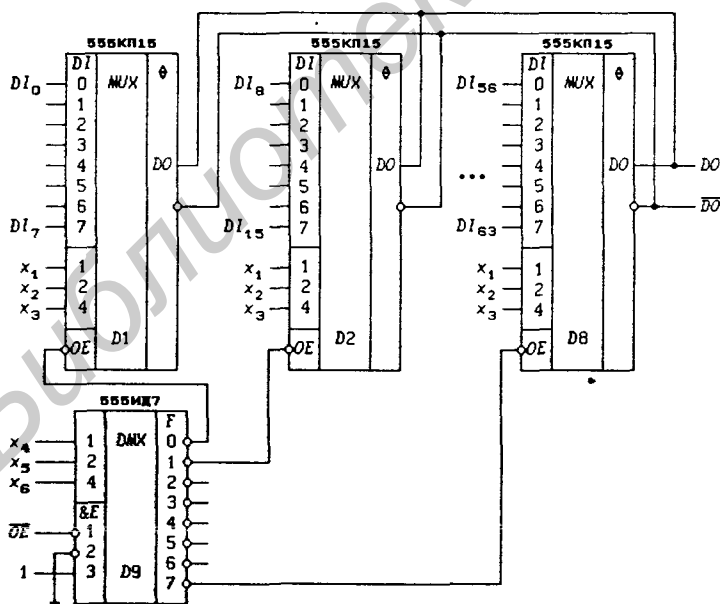 555КП15 555КП15 555КП15
DI MUX ⊖ DI MUX ⊖ DI MUX ⊖
DI₀ 0 DI₈ 0 DI₅₆ 0
1 1 1
2 2 2
3 3 3
4 DO 4 DO ... 4 DO DO
5 5 5
6 6 6 D̅O̅
DI₇ 7 DI₁₅ 7 DI₆₃ 7
x₁ 1 x₁ 1 x₁ 1
x₂ 2 x₂ 2 x₂ 2
x₃ 4 x₃ 4 x₃ 4
D1 D2 D8
OE OE OE
555ИД7
DMX F
x₄ 1 0
x₅ 2 1
x₆ 4 2
&E 3
O̅E̅ 1 4
2 5
6
1 3 D9 7
Библиотек